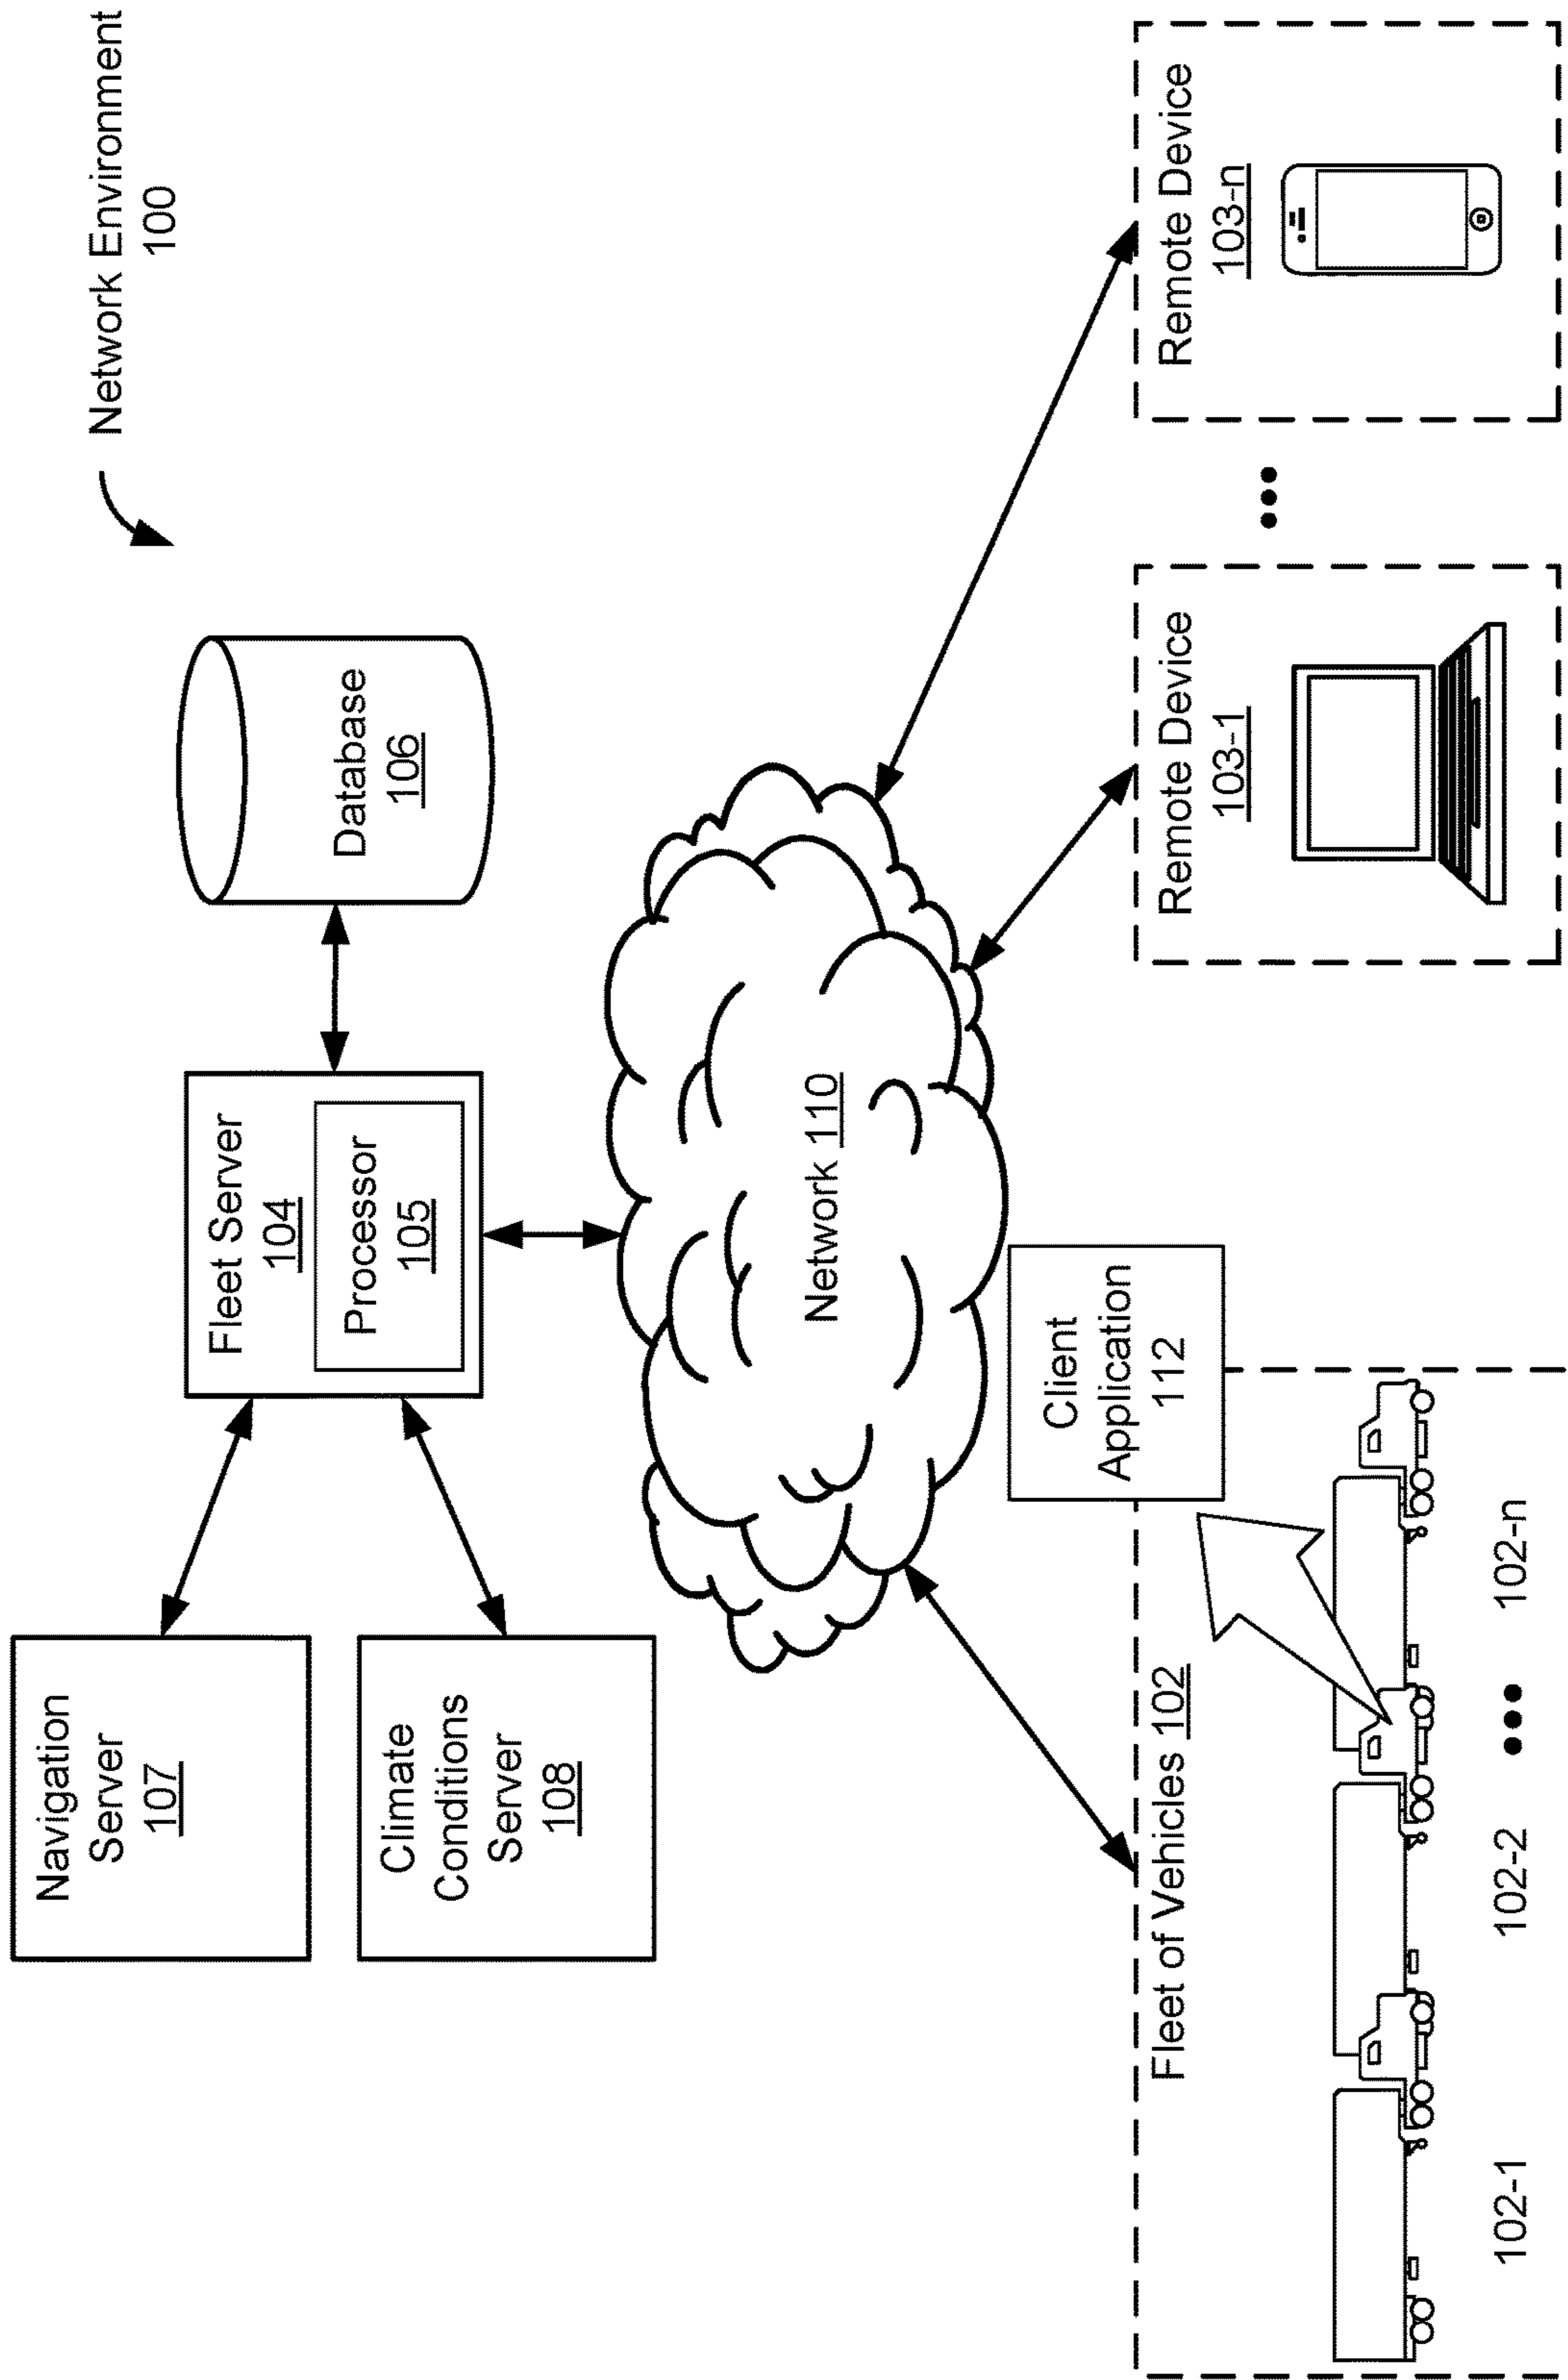 Network Environment
100
Navigation
Server
107
Climate
Conditions
Server
108
Fleet Server
104
Processor
105
Database
106
Network 110
Client
Application
112
Fleet of Vehicles 102
102-1
102-2
102-n
Remote Device
103-1
Remote Device
103-n